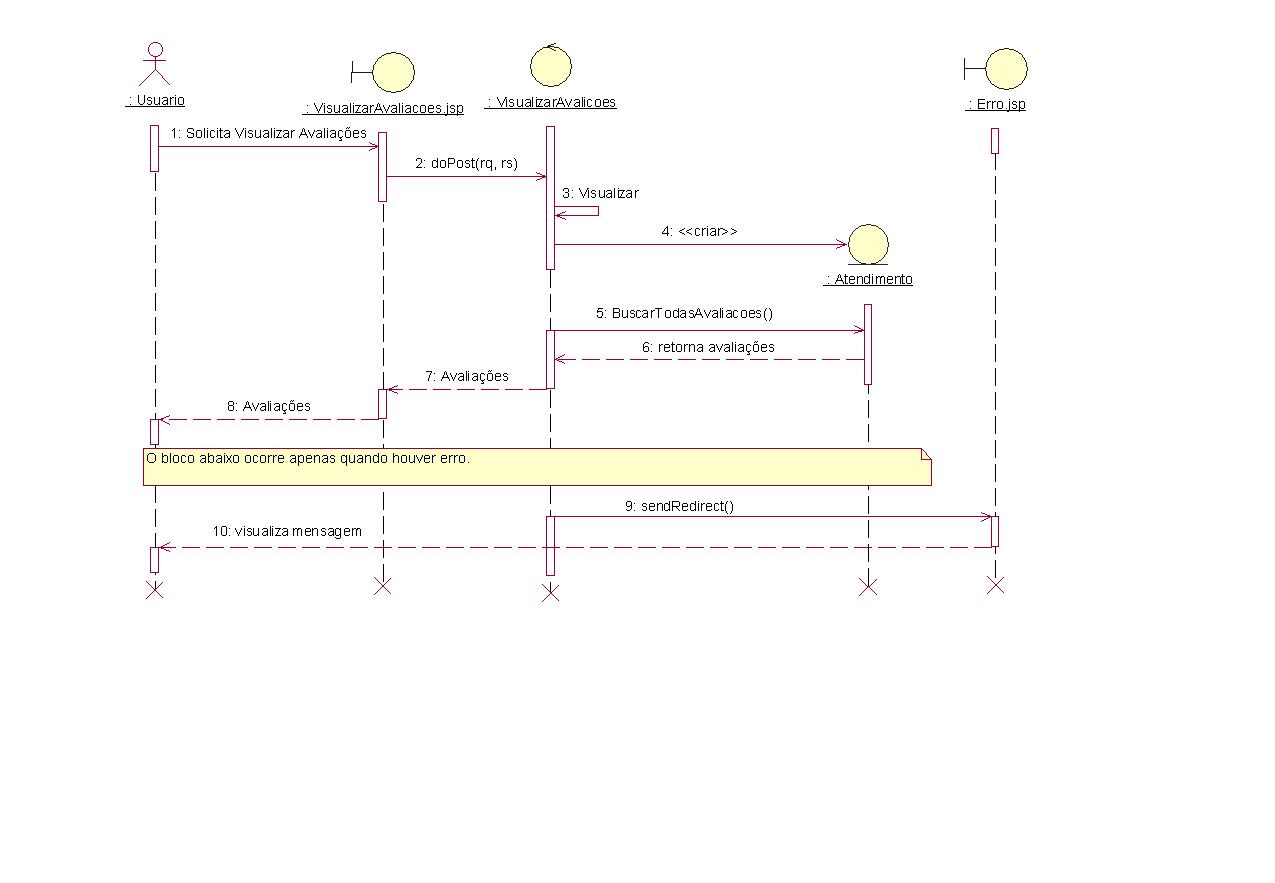 : Usuario
: VisualizarAvaliacoes.jsp
: VisualizarAvalicoes
: Erro.jsp
1: Solicita Visualizar Avaliações
2: doPost(rq, rs)
3: Visualizar
4: <<criar>>
: Atendimento
5: BuscarTodasAvaliacoes()
6: retorna avaliações
7: Avaliações
8: Avaliações
O bloco abaixo ocorre apenas quando houver erro.
9: sendRedirect()
10: visualiza mensagem